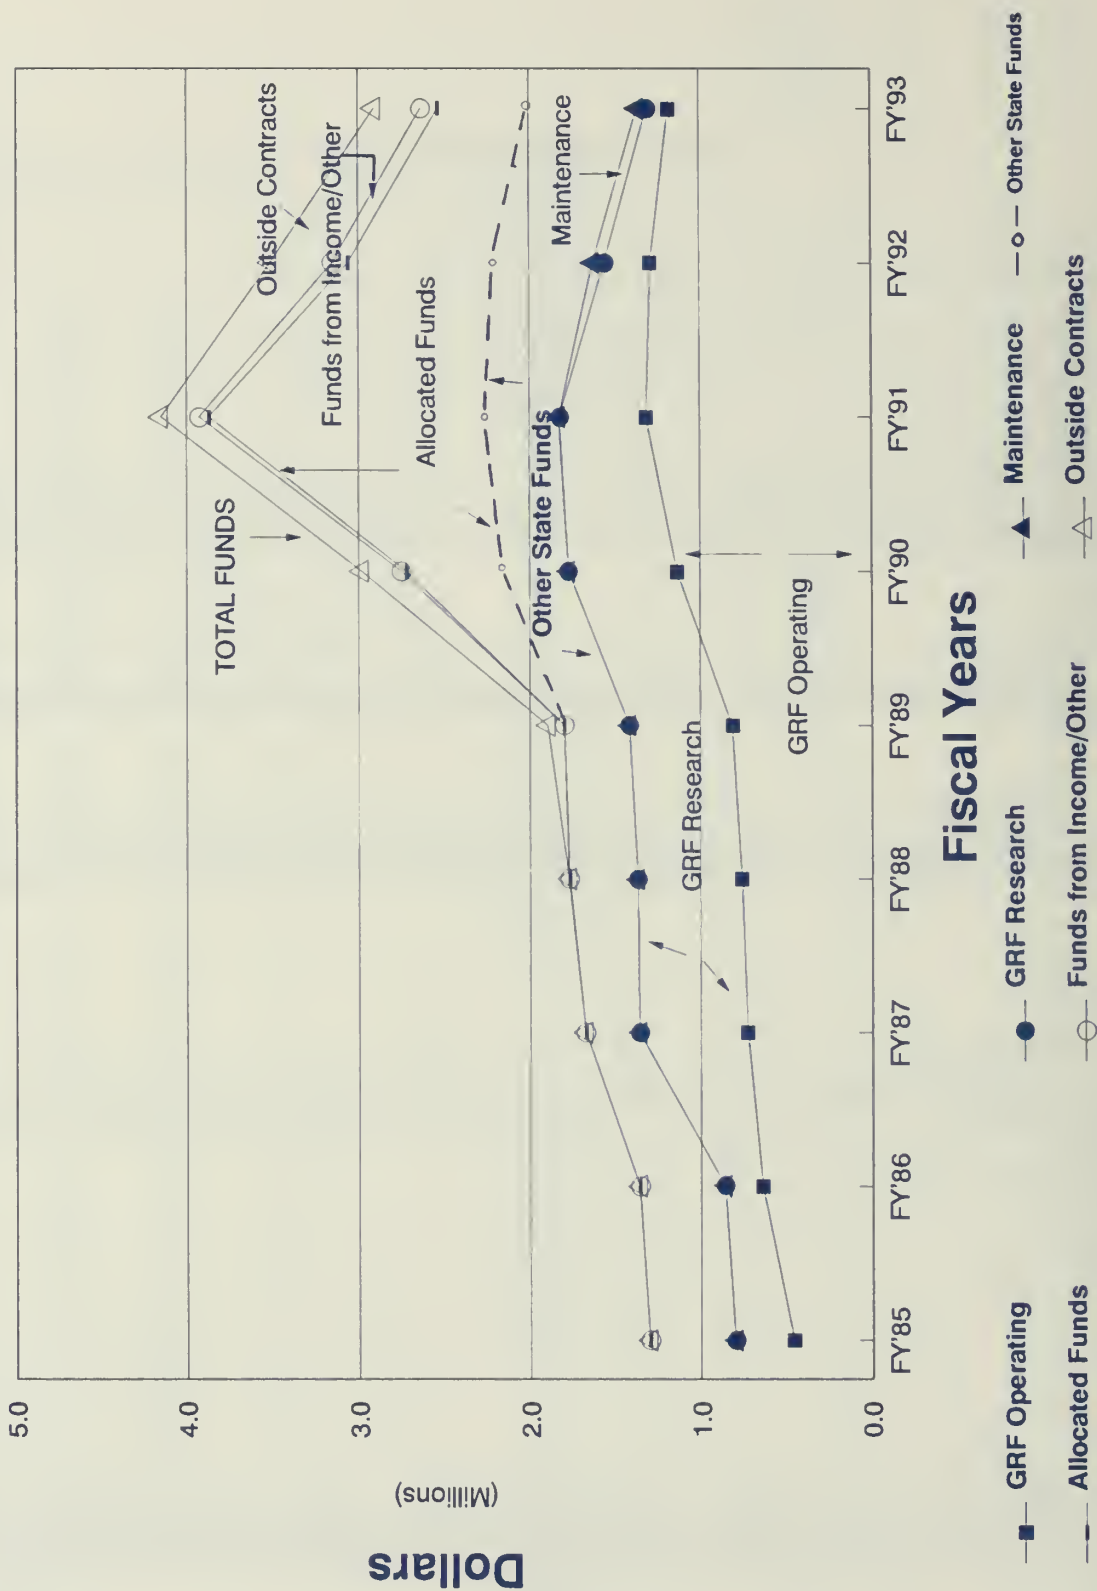 5.0
4.0
3.0
2.0
1.0
0.0
(Millions)
Dollars
TOTAL FUNDS
Outside Contracts
Funds from Income/Other
Allocated Funds
Other State Funds
Maintenance
GRF Research
GRF Operating
FY'85
FY'86
FY'87
FY'88
FY'89
FY'90
FY'91
FY'92
FY'93
Fiscal Years
GRF Operating
GRF Research
Maintenance
Other State Funds
Allocated Funds
Funds from Income/Other
Outside Contracts